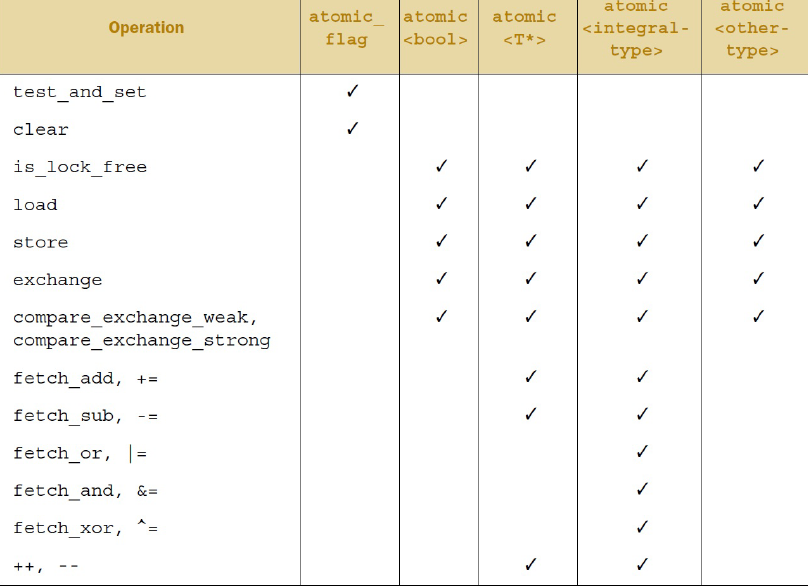 Operation
atomic_
flag
atomic
<bool>
atomic
<T*>
atomic
<integral-
type>
atomic
<other-
type>
test_and_set ✓
clear ✓
is_lock_free ✓ ✓ ✓ ✓
load ✓ ✓ ✓ ✓
store ✓ ✓ ✓ ✓
exchange ✓ ✓ ✓ ✓
compare_exchange_weak, ✓ ✓ ✓ ✓
compare_exchange_strong
fetch_add, += ✓ ✓
fetch_sub, -= ✓ ✓
fetch_or, |= ✓
fetch_and, &= ✓
fetch_xor, ^= ✓
++, -- ✓ ✓